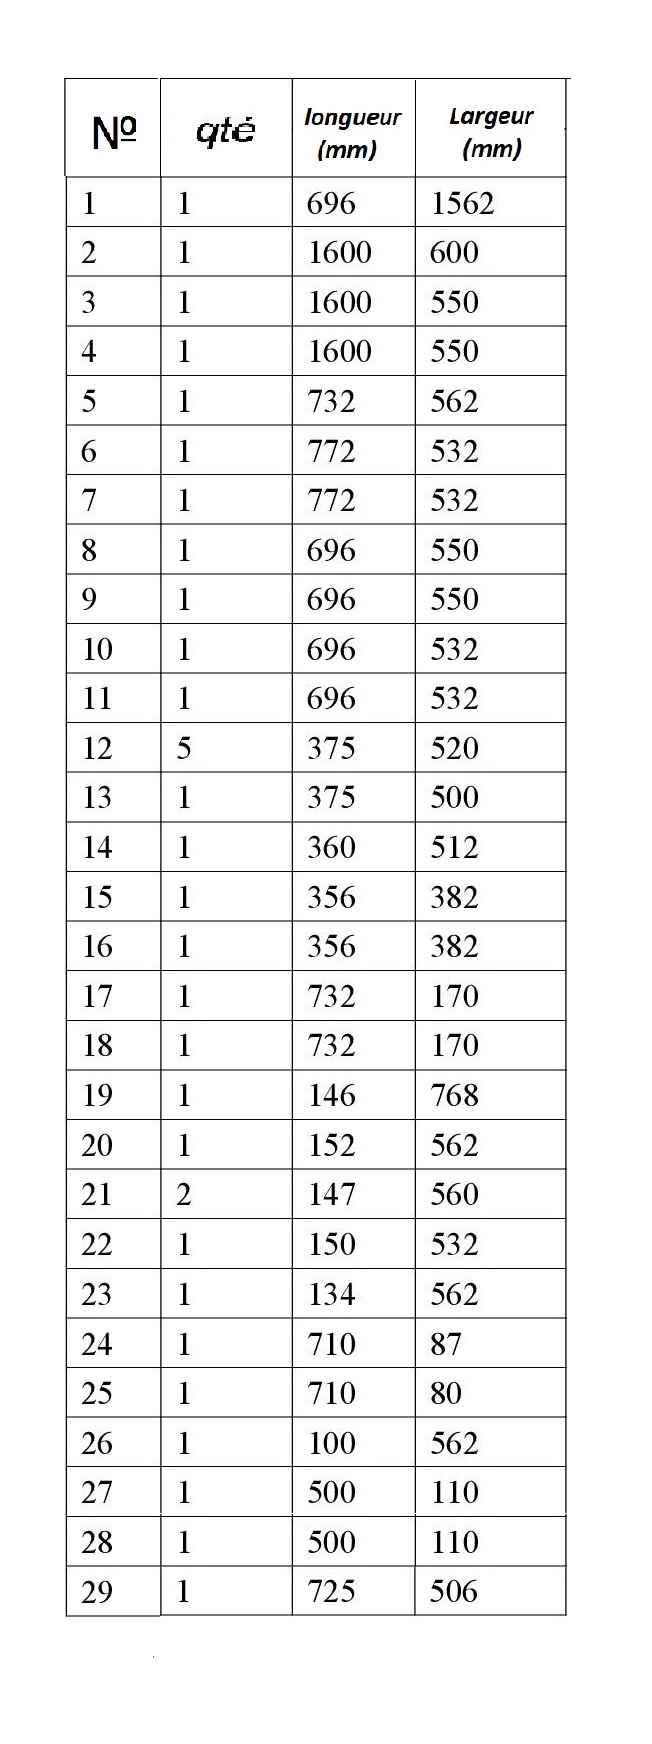 Nº qté longueur (mm) Largeur (mm)
1 1 696 1562
2 1 1600 600
3 1 1600 550
4 1 1600 550
5 1 732 562
6 1 772 532
7 1 772 532
8 1 696 550
9 1 696 550
10 1 696 532
11 1 696 532
12 5 375 520
13 1 375 500
14 1 360 512
15 1 356 382
16 1 356 382
17 1 732 170
18 1 732 170
19 1 146 768
20 1 152 562
21 2 147 560
22 1 150 532
23 1 134 562
24 1 710 87
25 1 710 80
26 1 100 562
27 1 500 110
28 1 500 110
29 1 725 506